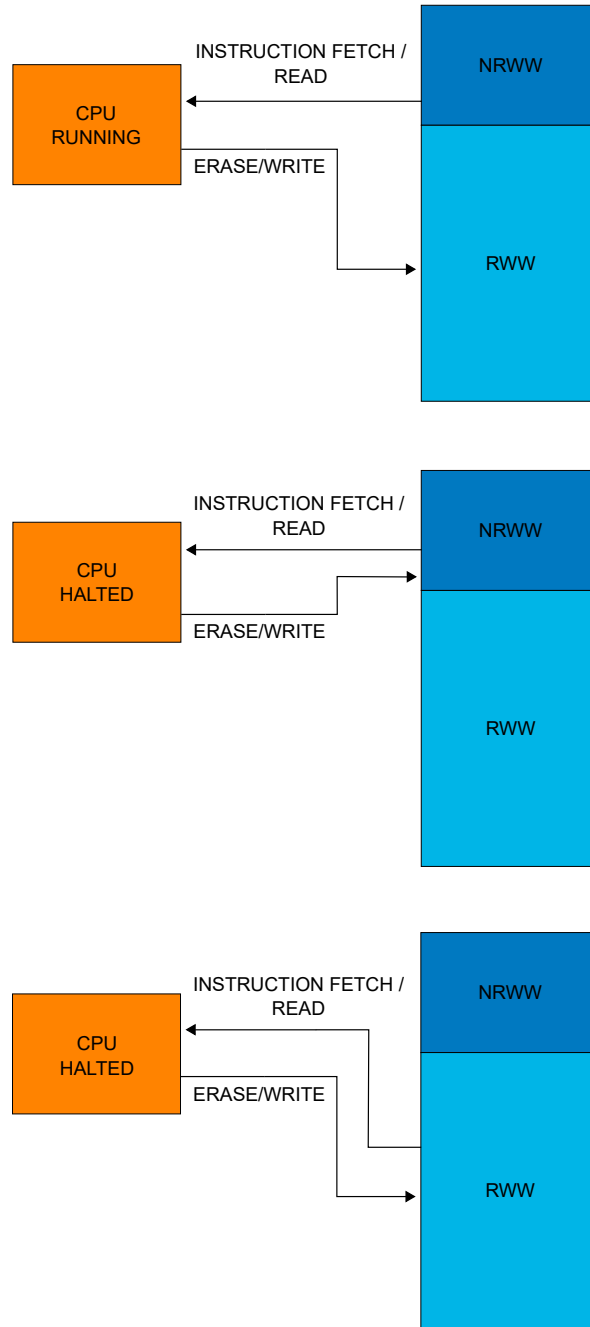 INSTRUCTION FETCH /
READ
NRWW
CPU
RUNNING
ERASE/WRITE
RWW
INSTRUCTION FETCH /
READ
NRWW
CPU
HALTED
ERASE/WRITE
RWW
INSTRUCTION FETCH /
READ
NRWW
CPU
HALTED
ERASE/WRITE
RWW